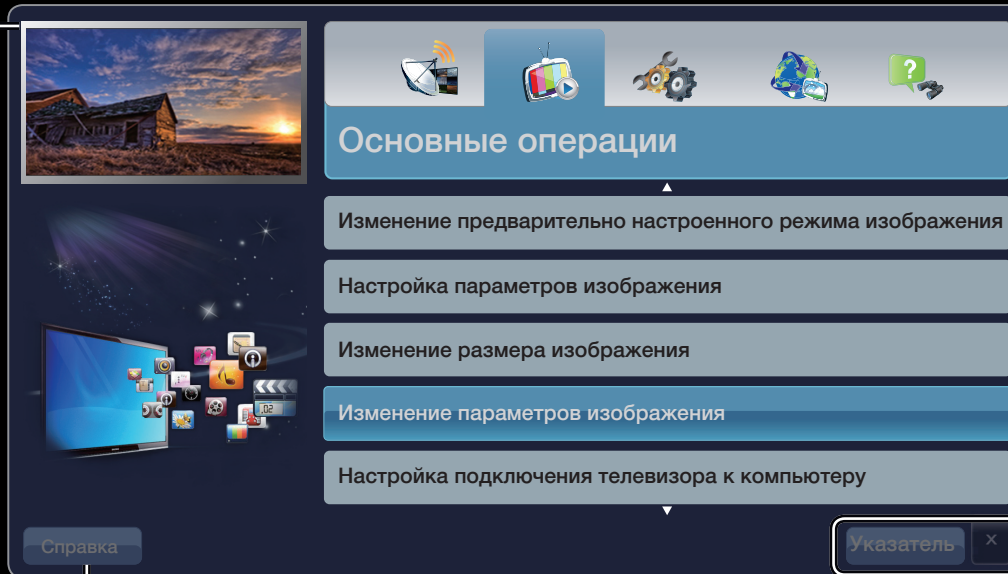 Основные операции
Изменение предварительно настроенного режима изображения
Настройка параметров изображения
Изменение размера изображения
Изменение параметров изображения
Настройка подключения телевизора к компьютеру
Справка
Указатель x